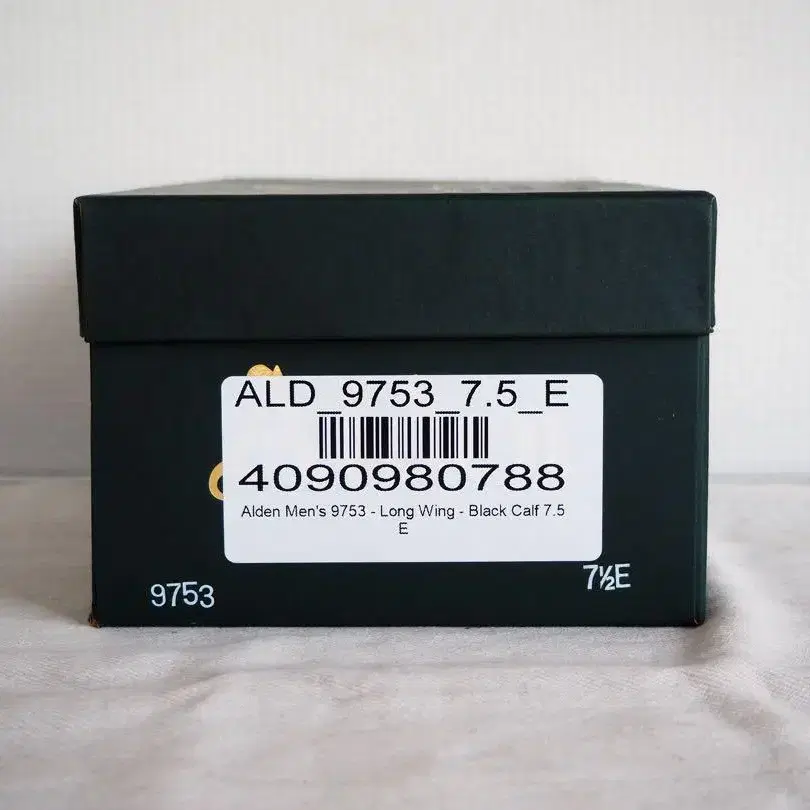 ALD_9753_7.5_E
4090980788
Alden Men's 9753 - Long Wing - Black Calf 7.5
E
9753
7½E